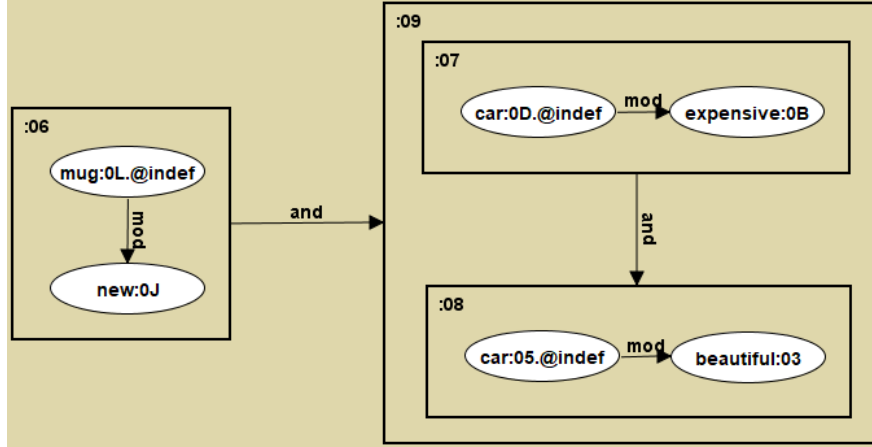 :06
mug:0L.@indef
mod
new:0J
and
:09
:07
car:0D.@indef
mod
expensive:0B
and
:08
car:05.@indef
mod
beautiful:03